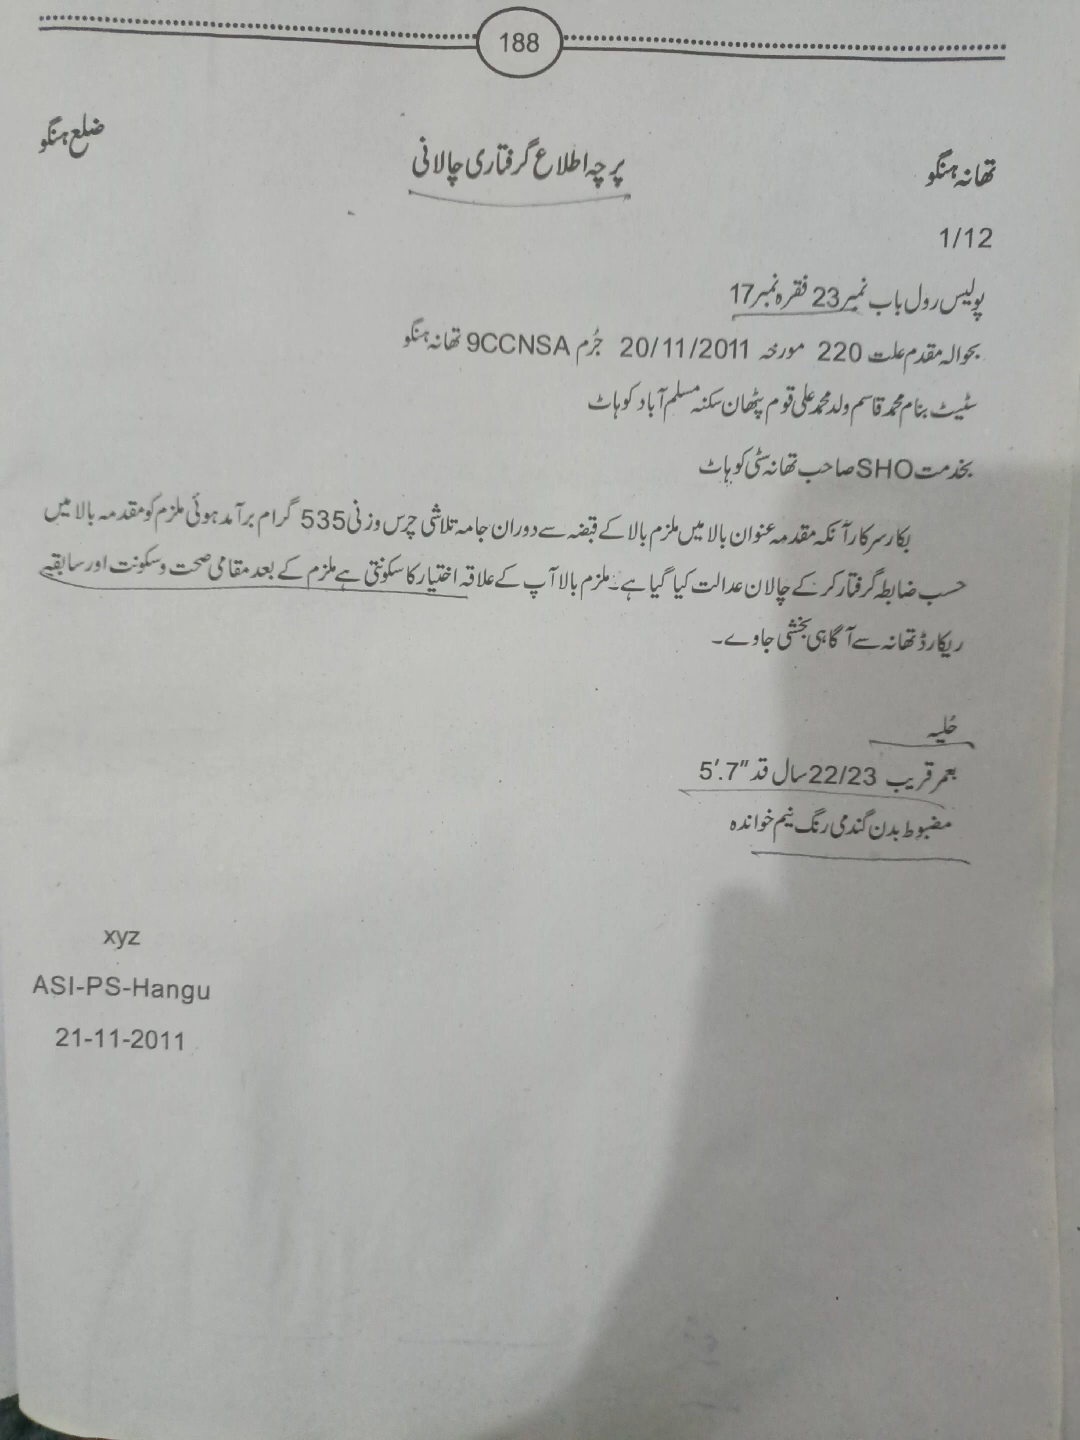 188
تھانہ ہنگو پرچہ اطلاع گرفتاری چالانی ضلع ہنگو
1/12
پولیس رول باب نمبر 23 فقرہ نمبر 17
بحوالہ مقدم علت 220 مورخہ 20/11/2011 جُرم 9CCNSA تھانہ ہنگو
سٹیٹ بنام محمد قاسم ولد محمد علی قوم پٹھان سکنہ مسلم آباد کوہاٹ
بخدمت SHO صاحب تھانہ سٹی کوہاٹ
بکار سرکار آنکہ مقدمہ عنوان بالا میں ملزم بالا کے قبضہ سے دوران جامہ تلاشی چرس وزنی 535 گرام برآمد ہوئی ملزم کو مقدمہ بالا میں
حسب ضابطہ گرفتار کر کے چالان عدالت کیا گیا ہے۔ ملزم بالا آپ کے علاقہ اختیار کا سکونتی ہے ملزم کے بعد مقامی صحت و سکونت اور سابقہ
ریکارڈ تھانہ سے آگاہی بخشی جاوے۔
حُلیہ
بعمر قریب 22/23 سال قد 5'.7"
مضبوط بدن گندمی رنگ نیم خواندہ
xyz
ASI-PS-Hangu
21-11-2011